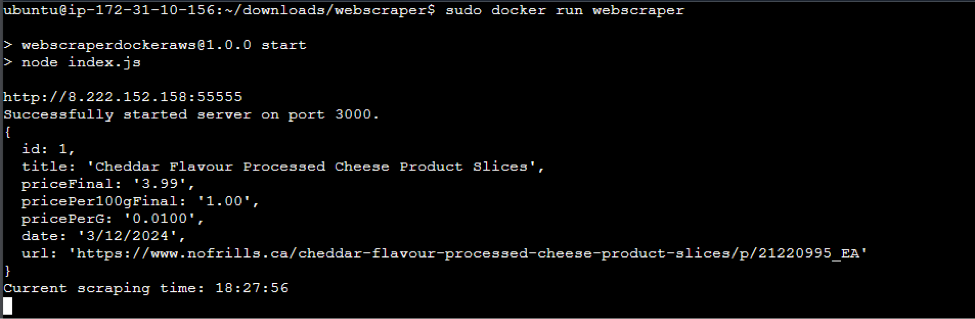 ubuntu@ip-172-31-10-156:~/downloads/webscraper$ sudo docker run webscraper
> webscraperdockeraws@1.0.0 start
> node index.js
http://8.222.152.158:55555
Successfully started server on port 3000.
{
  id: 1,
  title: 'Cheddar Flavour Processed Cheese Product Slices',
  priceFinal: '3.99',
  pricePer100gFinal: '1.00',
  pricePerG: '0.0100',
  date: '3/12/2024',
  url: 'https://www.nofrills.ca/cheddar-flavour-processed-cheese-product-slices/p/21220995_EA'
}
Current scraping time: 18:27:56